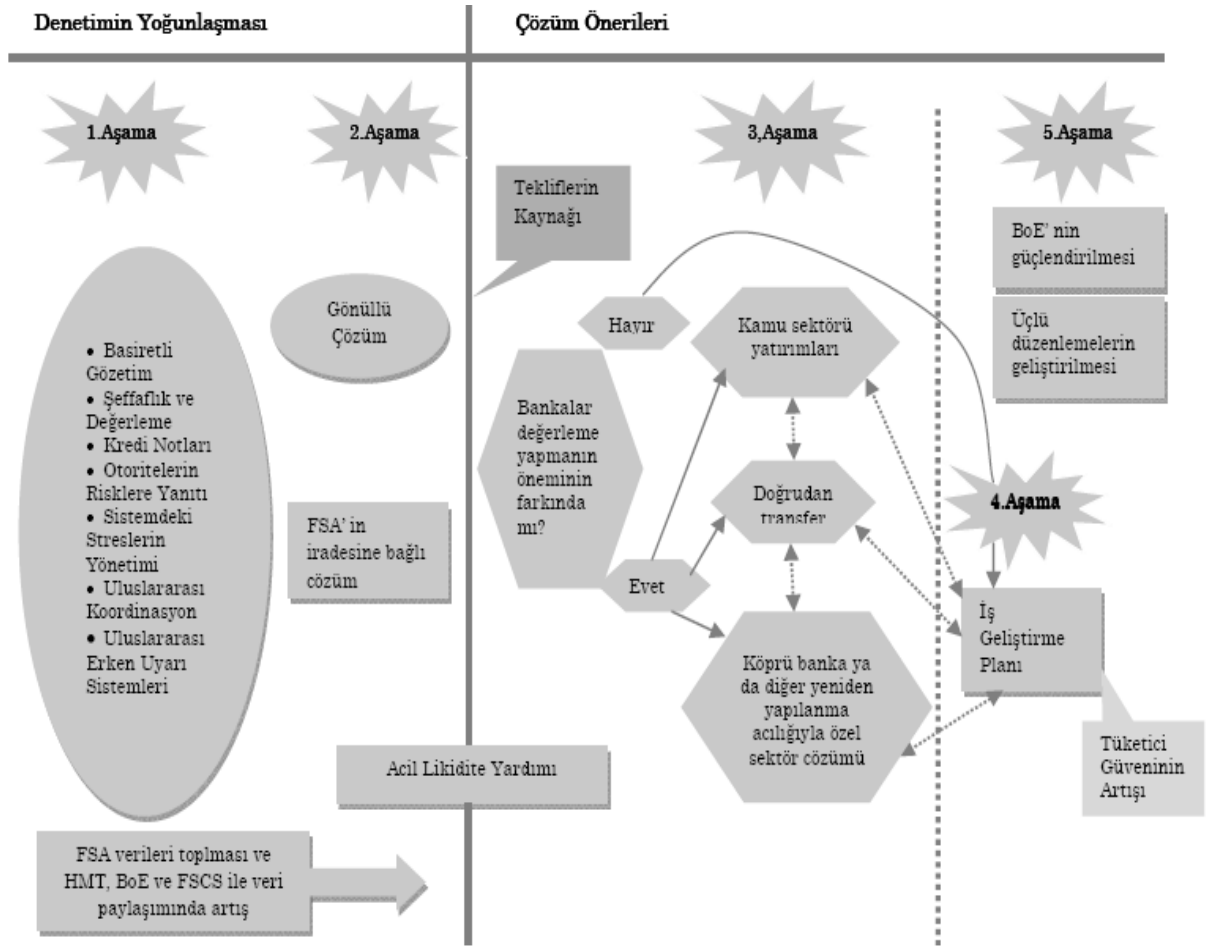 Denetimin Yoğunlaşması
Çözüm Önerileri
1.Aşama
2.Aşama
3,Aşama
5.Aşama
Tekliflerin
Kaynağı
BoE' nin
güçlendirilmesi
Üçlü
düzenlemelerin
geliştirilmesi
Gönüllü
Çözüm
Hayır
Kamu sektörü
yatırımları
• Basiretli
Gözetim
• Şeffaflık ve
Değerleme
• Kredi Notları
• Otoritelerin
Risklere Yanıtı
• Sistemdeki
Streslerin
Yönetimi
• Uluslararası
Koordinasyon
• Uluslararası
Erken Uyarı
Sistemleri
FSA' in
iradesine bağlı
çözüm
Bankalar
değerleme
yapmanın
öneminin
farkında
mı?
Doğrudan
transfer
4.Aşama
Evet
İş
Geliştirme
Planı
Köprü banka ya
da diğer yeniden
yapılanma
acılığıyla özel
sektör çözümü
Acil Likidite Yardımı
Tüketici
Güveninin
Artışı
FSA verileri toplması ve
HMT, BoE ve FSCS ile veri
paylaşımında artış